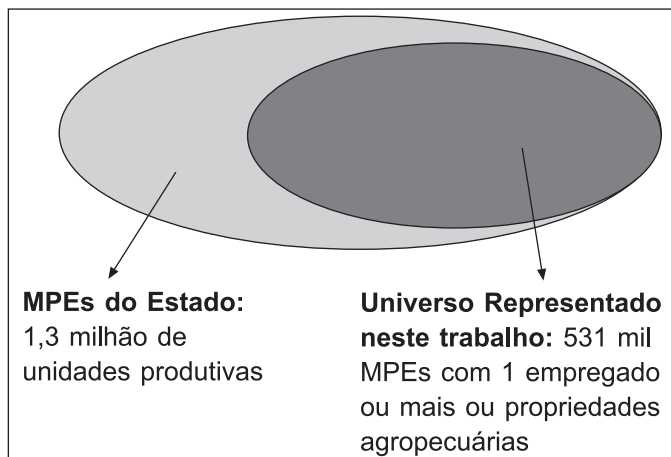 MPEs do Estado:
1,3 milhão de
unidades produtivas
Universo Representado
neste trabalho: 531 mil
MPEs com 1 empregado
ou mais ou propriedades
agropecuárias